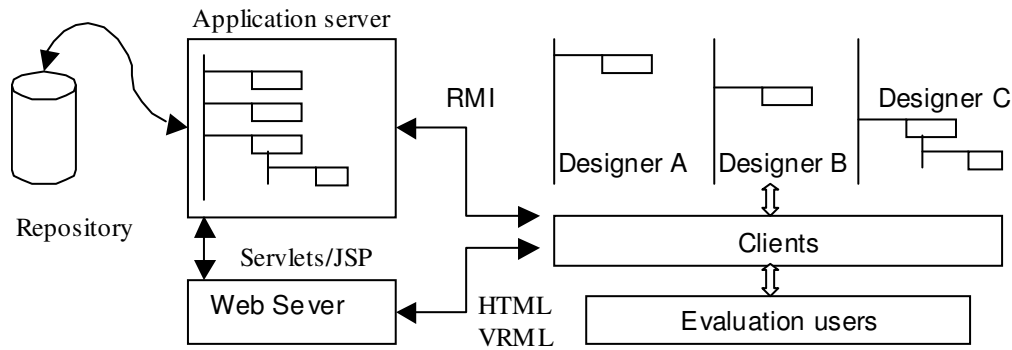 Application server
RMI
Designer C
Designer A
Designer B
Repository
Servlets/JSP
Clients
Web Sever
HTML
VRML
Evaluation users